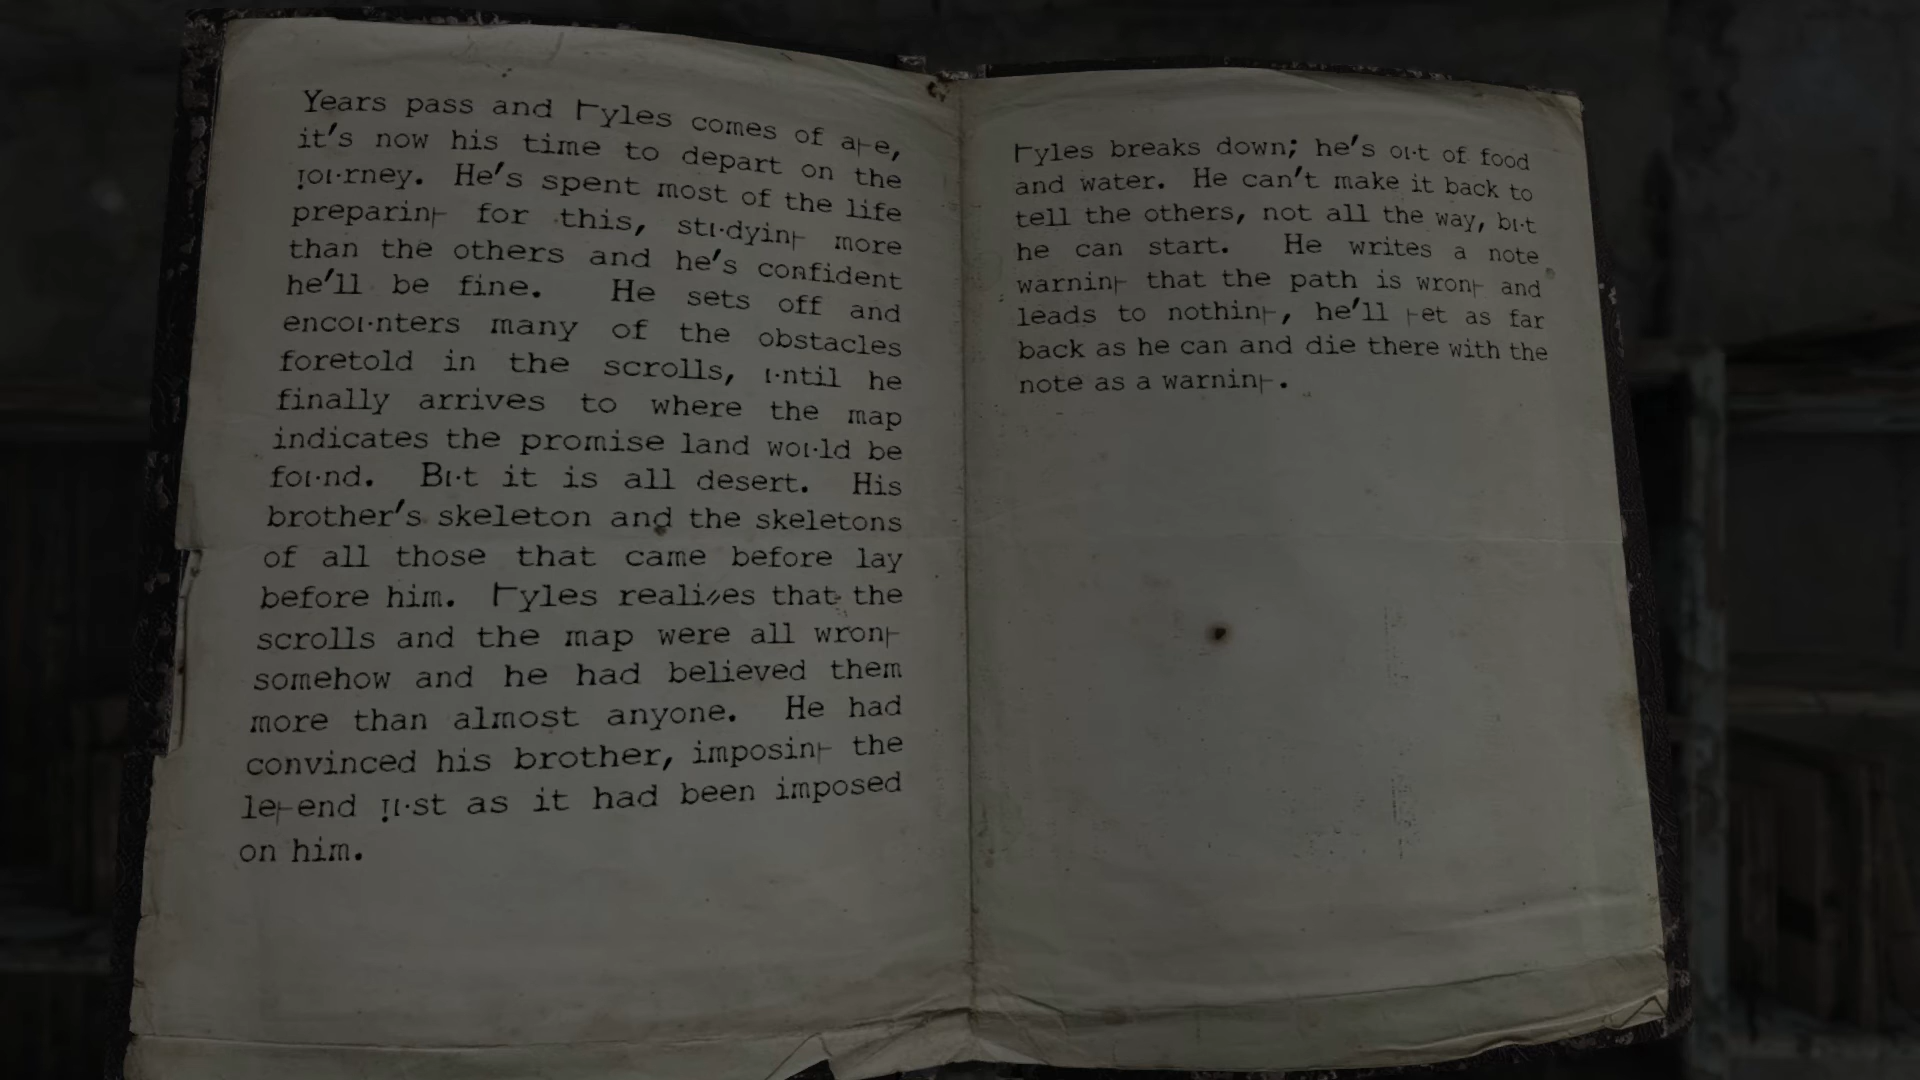 Years pass and Gyles comes of age,
it's now his time to depart on the
journey. He's spent most of the life
preparing for this, studying more
than the others and he's confident
he'll be fine. He sets off and
encounters many of the obstacles
foretold in the scrolls, until he
finally arrives to where the map
indicates the promise land would be
found. But it is all desert. His
brother's skeleton and the skeletons
of all those that came before lay
before him. Gyles realizes that the
scrolls and the map were all wrong
somehow and he had believed them
more than almost anyone. He had
convinced his brother, imposing the
legend just as it had been imposed
on him.
Gyles breaks down; he's out of food
and water. He can't make it back to
tell the others, not all the way, but
he can start. He writes a note
warning that the path is wrong and
leads to nothing, he'll get as far
back as he can and die there with the
note as a warning.